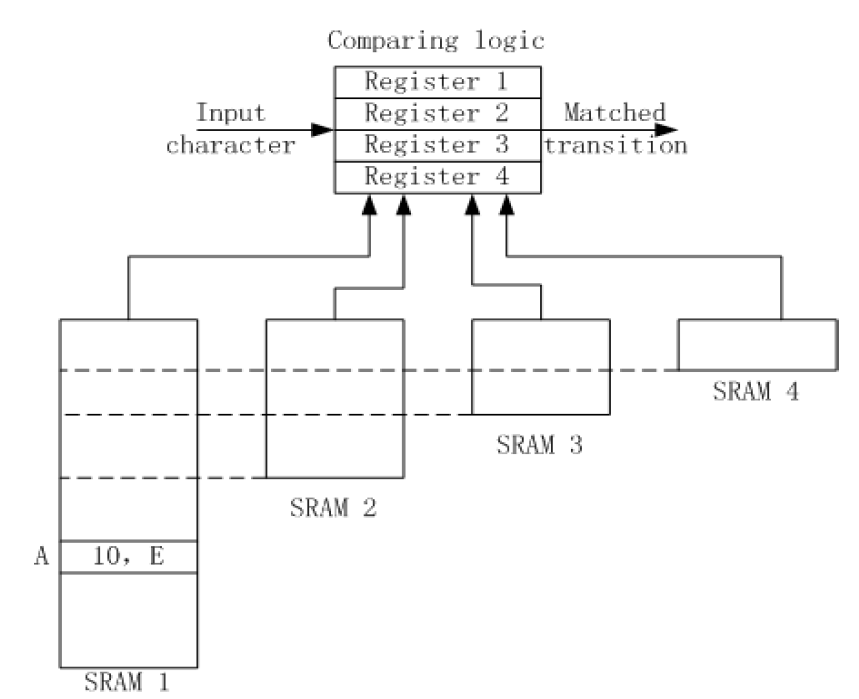 Comparing logic
Register 1
Input
Register 2
Matched
character
Register 3
transition
Register 4
SRAM 4
SRAM 3
SRAM 2
A
10, E
SRAM 1